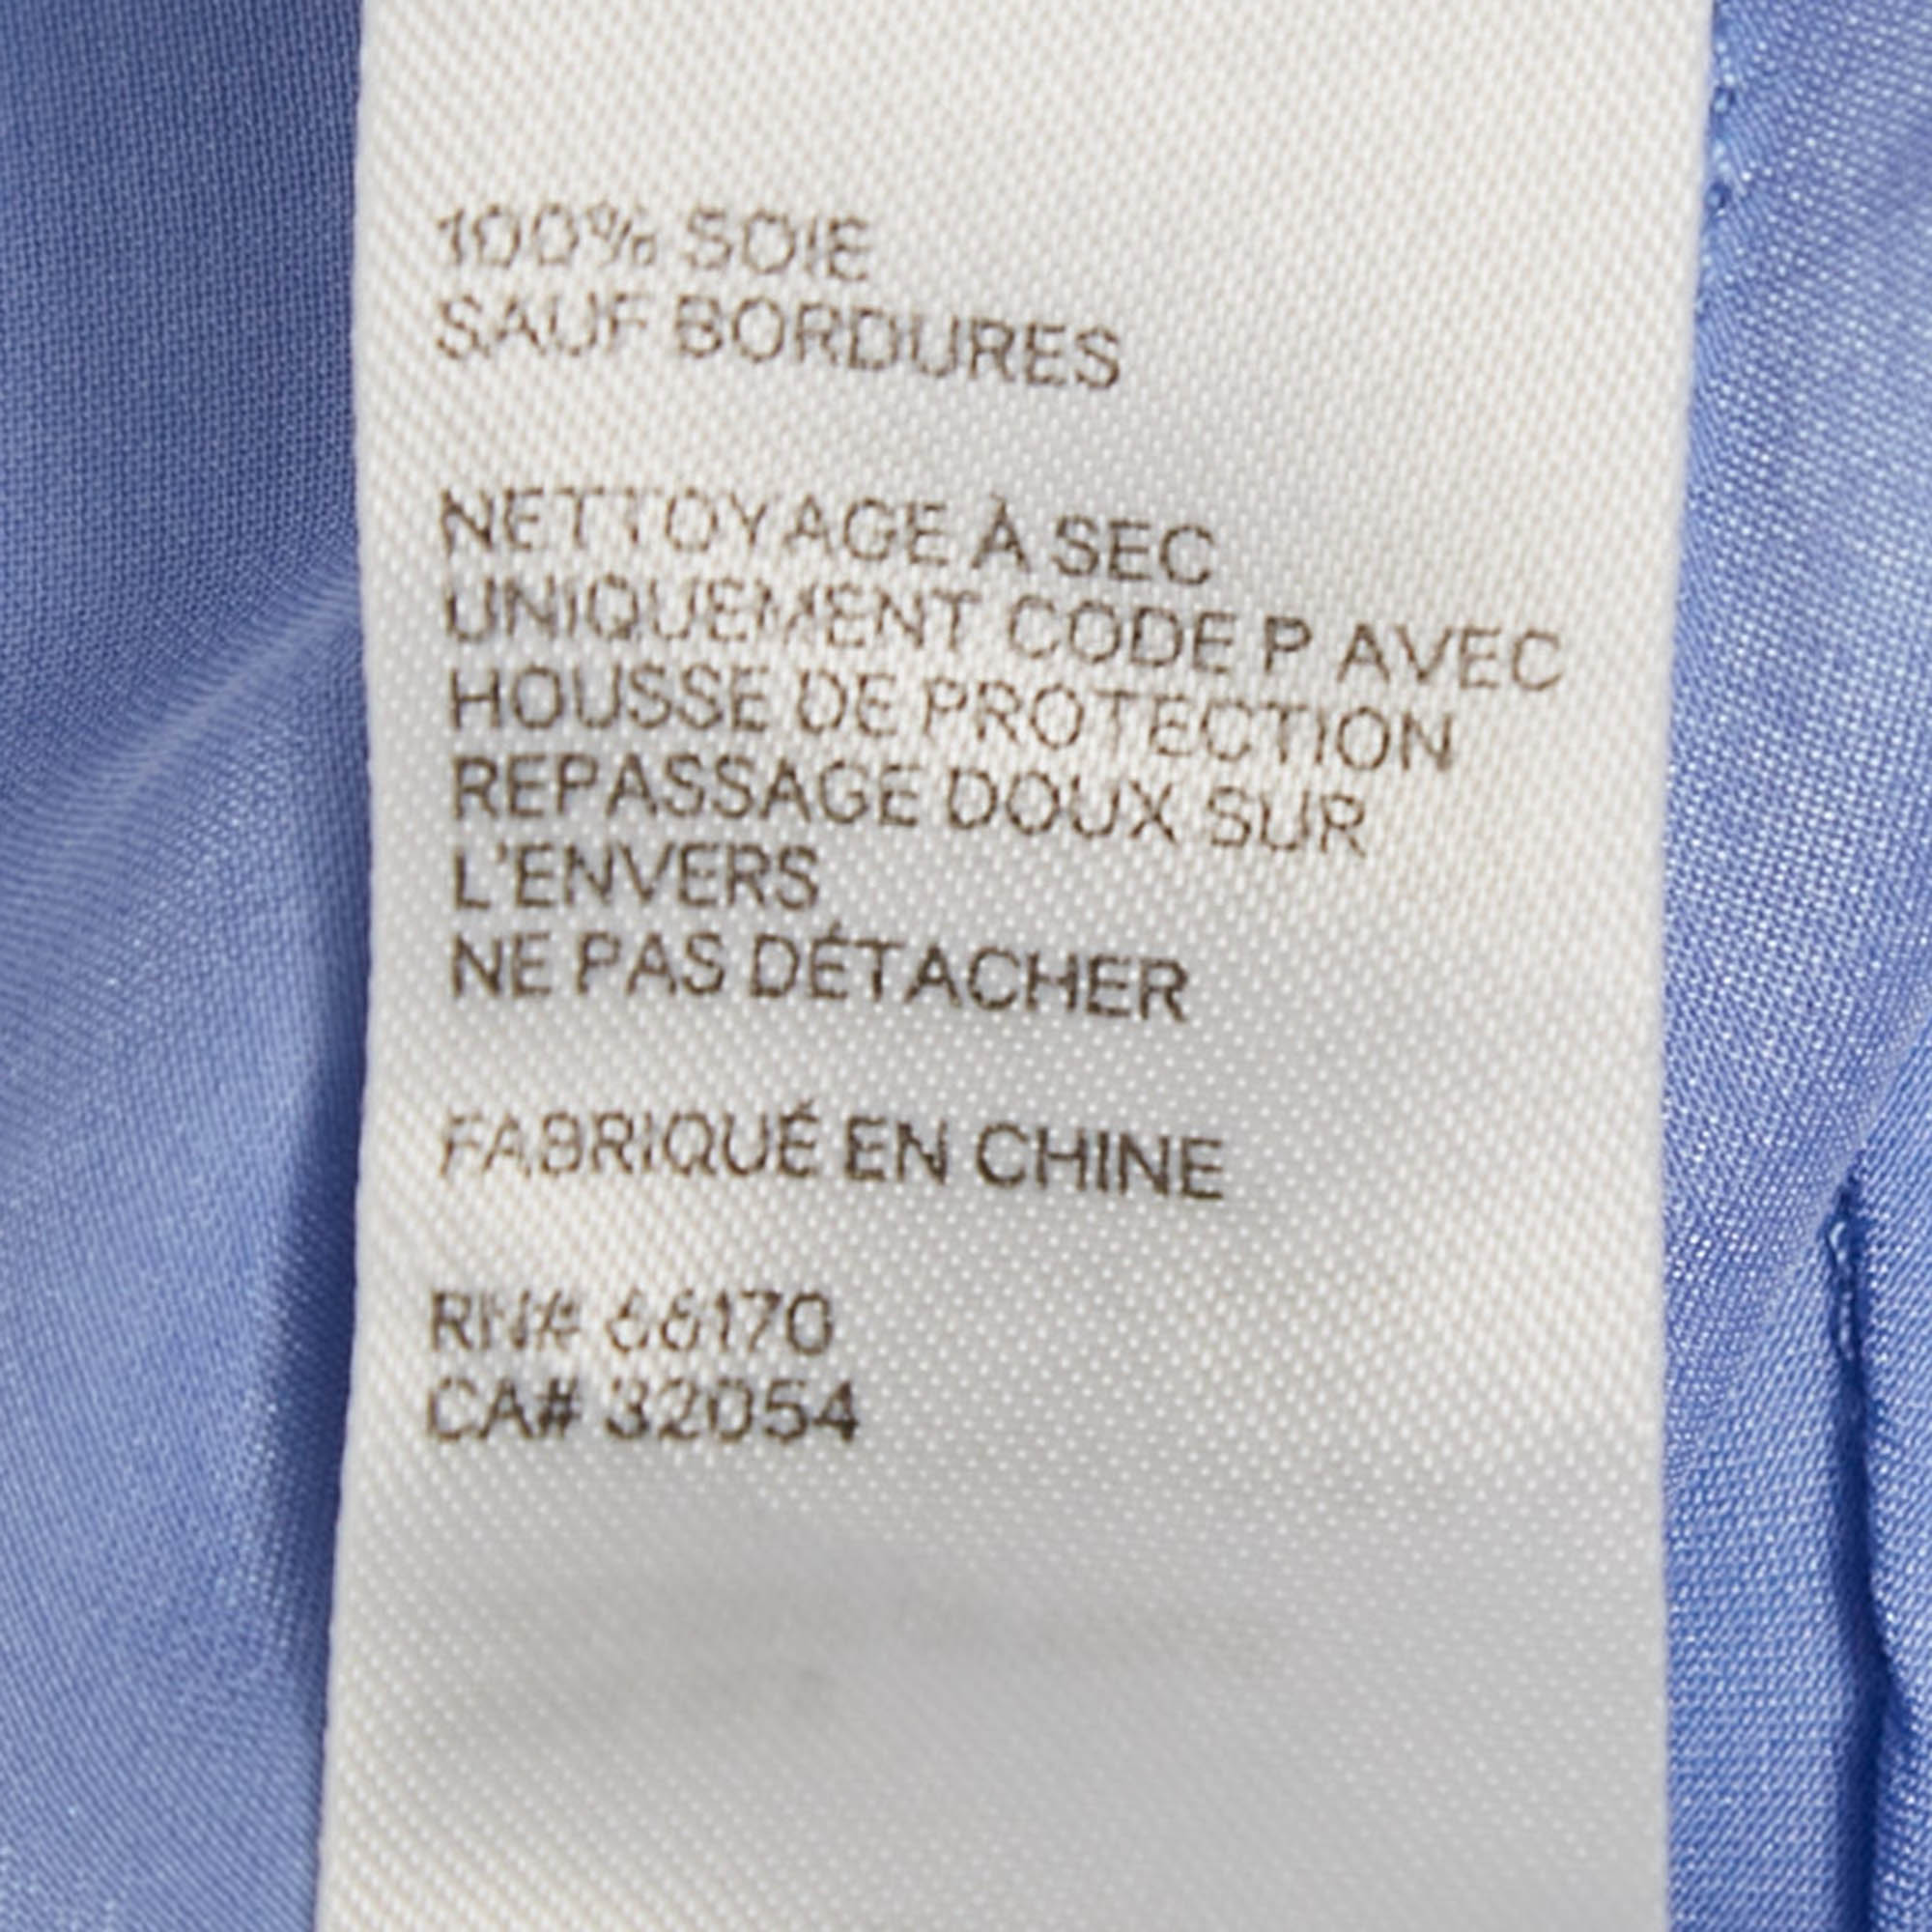 100% SOIE
SAUF BORDURES
NETTOYAGE À SEC
UNIQUEMENT CODE P AVEC
HOUSSE DE PROTECTION
REPASSAGE DOUX SUR
L'ENVERS
NE PAS DÉTACHER
FABRIQUÉ EN CHINE
RN# 66170
CA# 32054